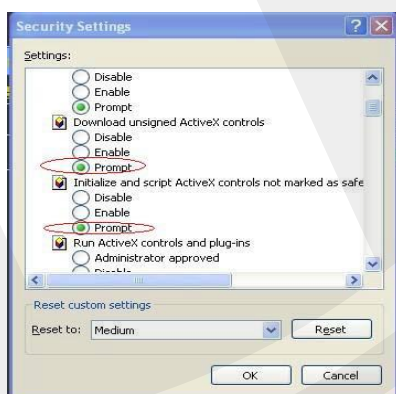 Security Settings
Settings:
Disable
Enable
Prompt
Download unsigned ActiveX controls
Disable
Enable
Prompt
Initialize and script ActiveX controls not marked as safe
Disable
Enable
Prompt
Run ActiveX controls and plug-ins
Administrator approved
Disable
Reset custom settings
Reset to: Medium Reset
OK Cancel